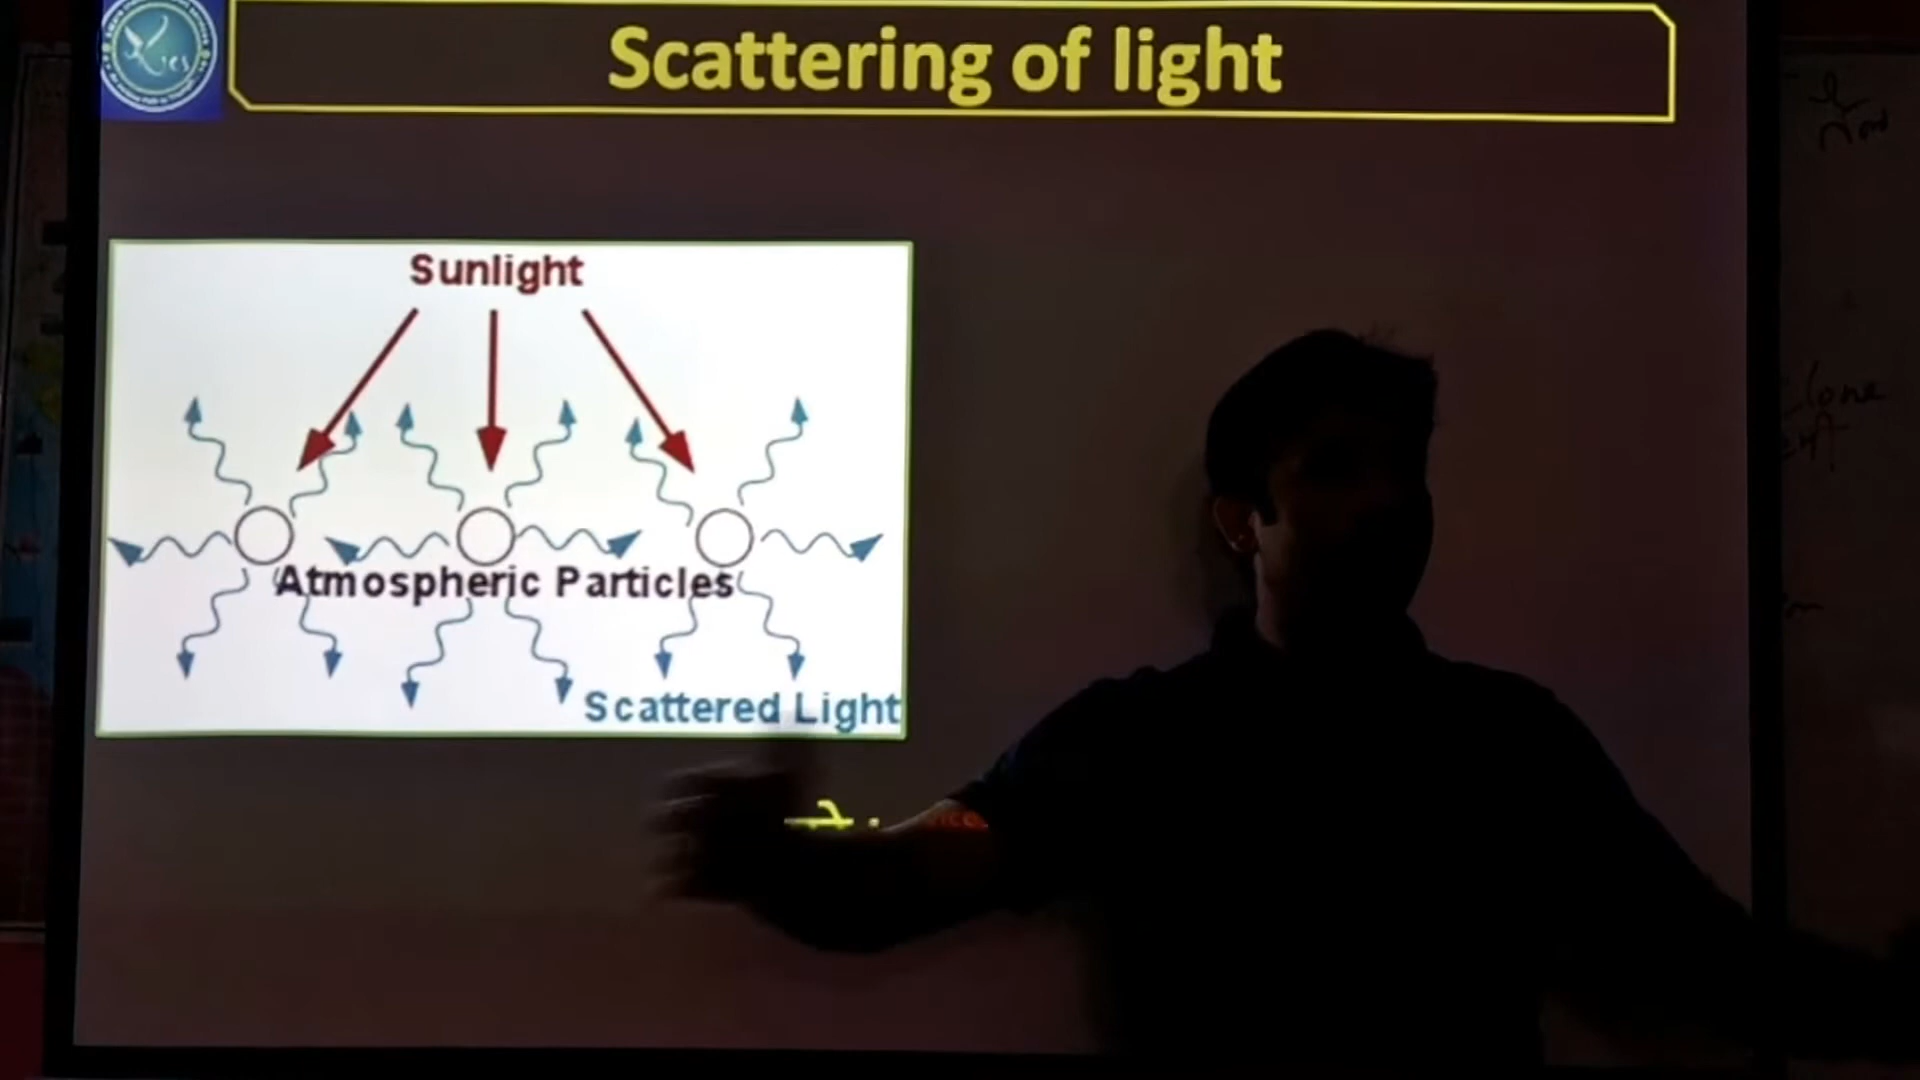 Scattering of light
Sunlight
Atmospheric Particles
Scattered Light